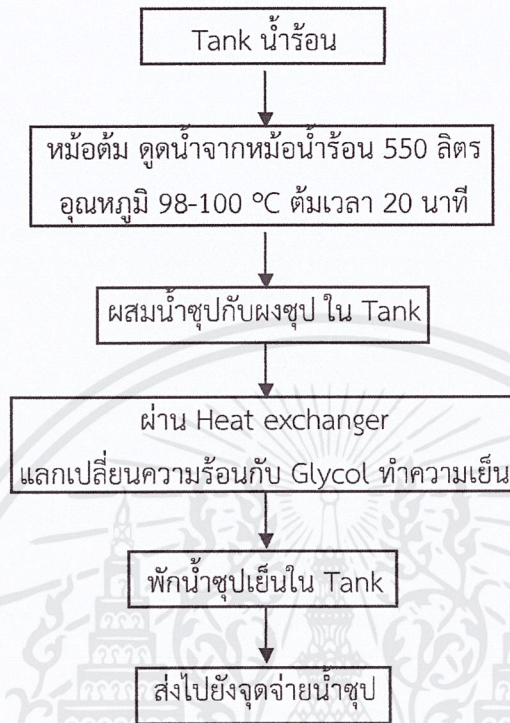 Tank น้ำร้อน
หม้อต้ม ดูดน้ำจากหม้อน้ำร้อน 550 ลิตร
อุณหภูมิ 98-100 °C ต้มเวลา 20 นาที
ผสมน้ำซุปกับผงซุป ใน Tank
ผ่าน Heat exchanger
แลกเปลี่ยนความร้อนกับ Glycol ทำความเย็น
พักน้ำซุปเย็นใน Tank
ส่งไปยังจุดจ่ายน้ำซุป